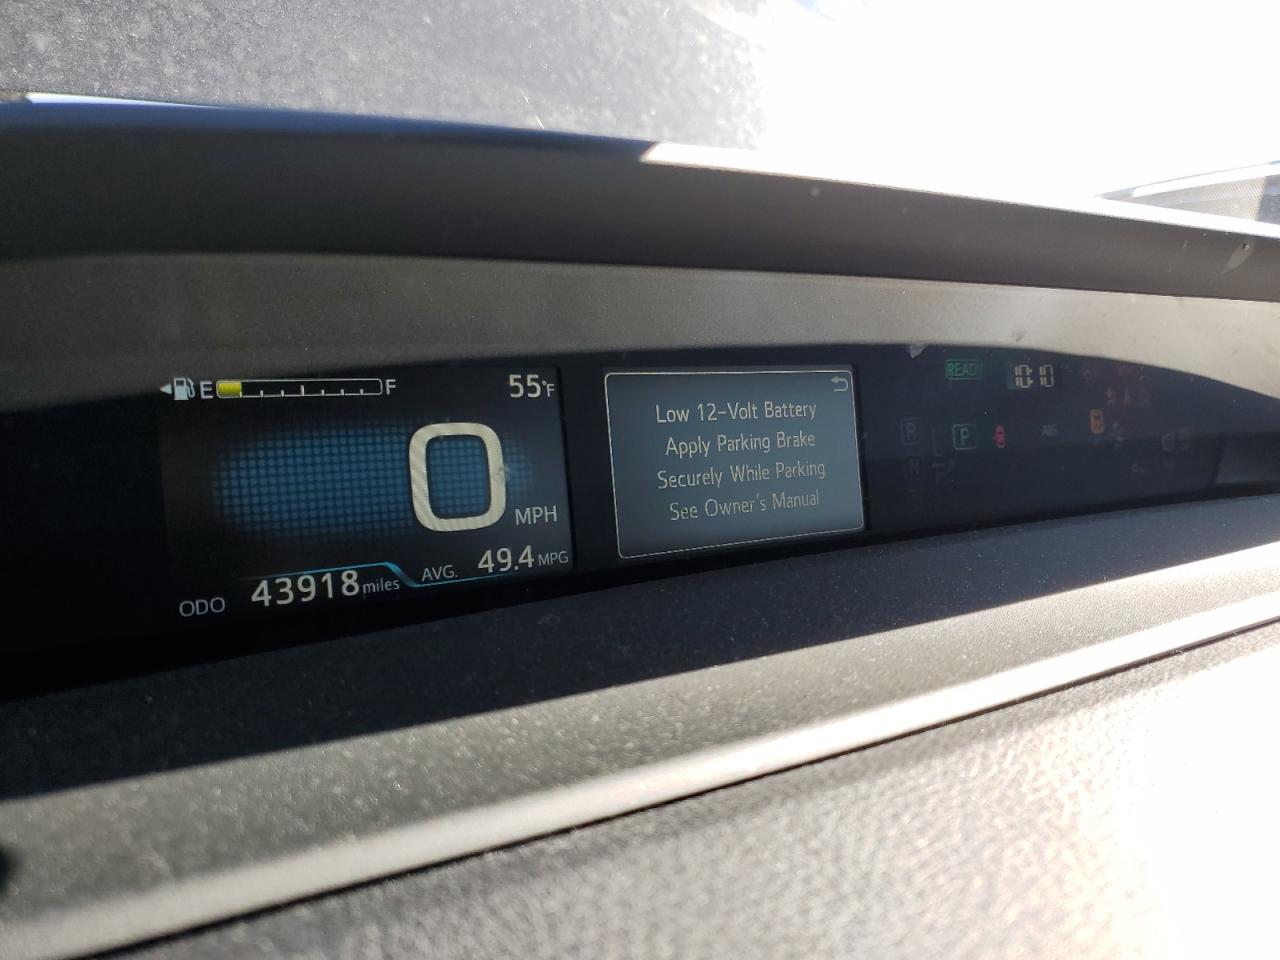 E F 55°F
0 MPH
ODO 43918 miles AVG. 49.4 MPG
Low 12-Volt Battery
Apply Parking Brake
Securely While Parking
See Owner's Manual
READY 10:10
R P ABS
N